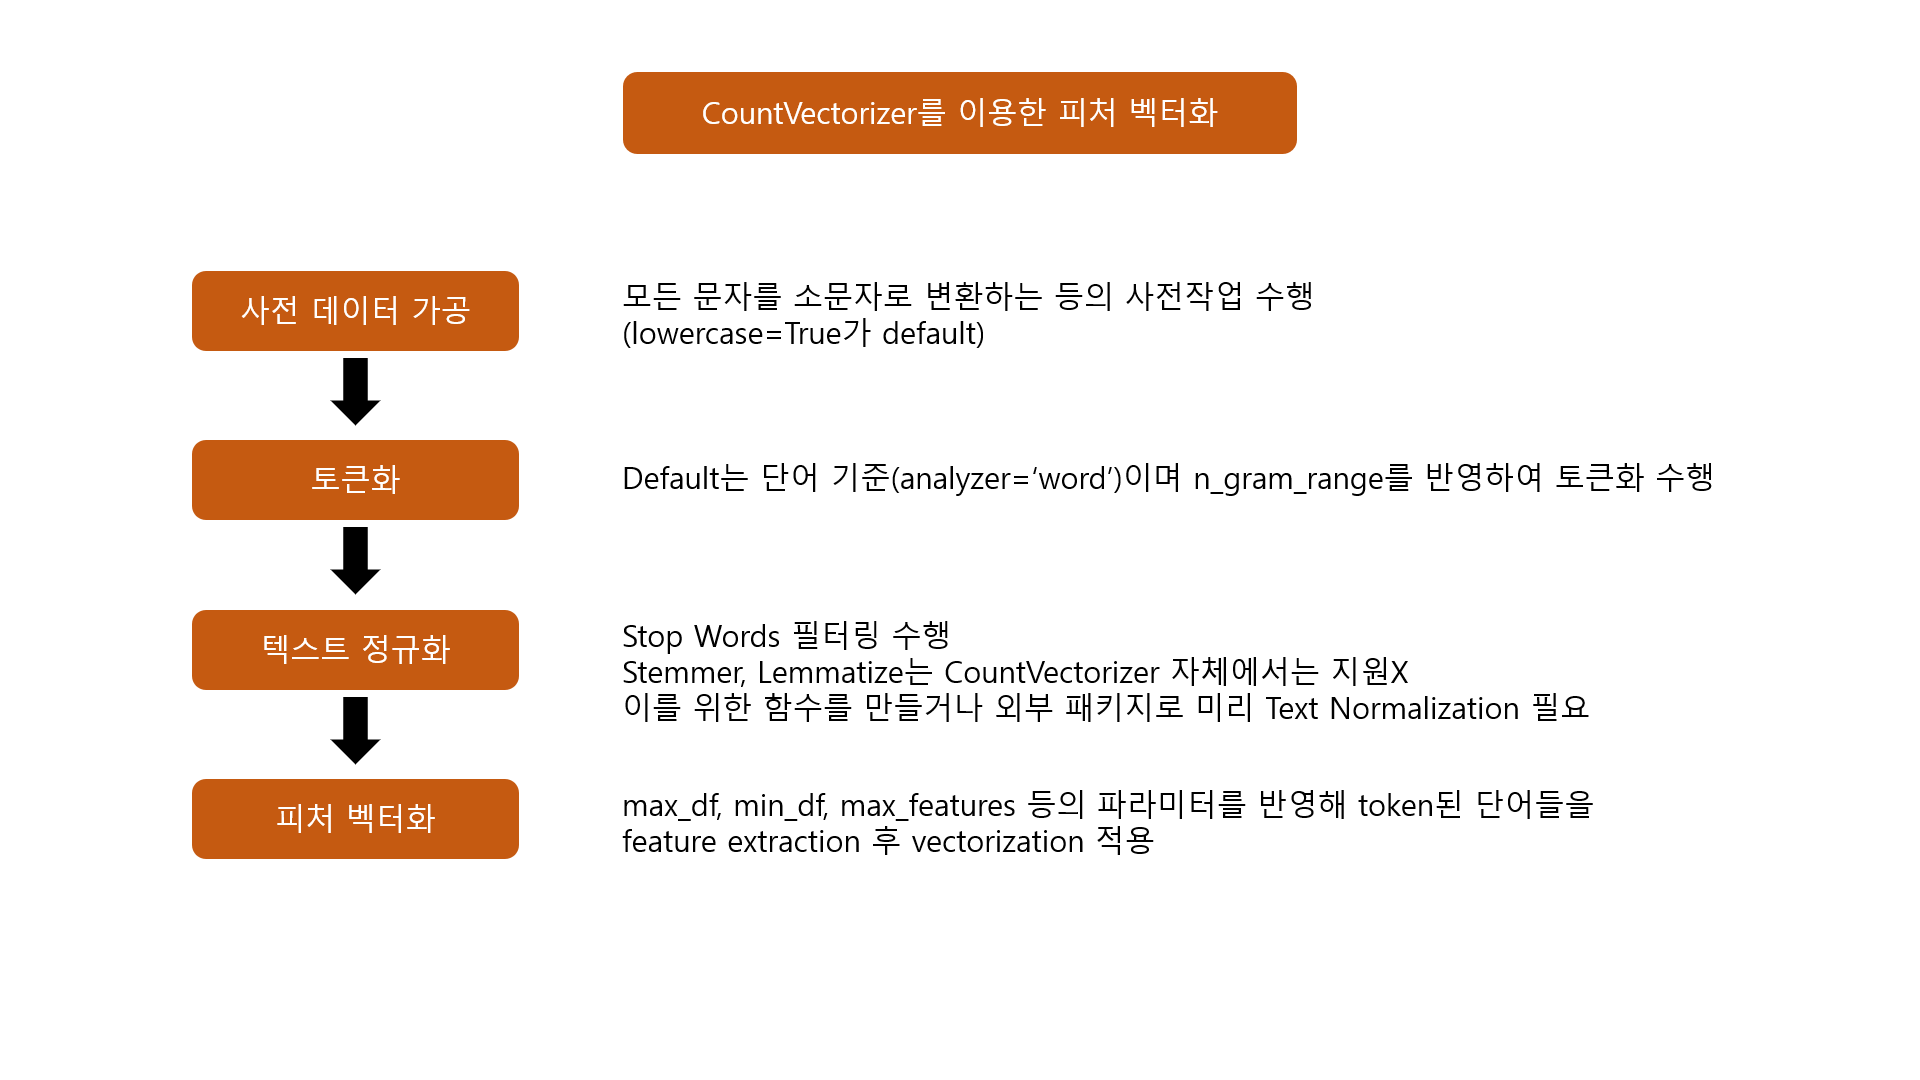 CountVectorizer를 이용한 피처 벡터화
사전 데이터 가공
모든 문자를 소문자로 변환하는 등의 사전작업 수행
(lowercase=True가 default)
토큰화
Default는 단어 기준(analyzer=‘word’)이며 n_gram_range를 반영하여 토큰화 수행
텍스트 정규화
Stop Words 필터링 수행
Stemmer, Lemmatize는 CountVectorizer 자체에서는 지원X
이를 위한 함수를 만들거나 외부 패키지로 미리 Text Normalization 필요
피처 벡터화
max_df, min_df, max_features 등의 파라미터를 반영해 token된 단어들을
feature extraction 후 vectorization 적용